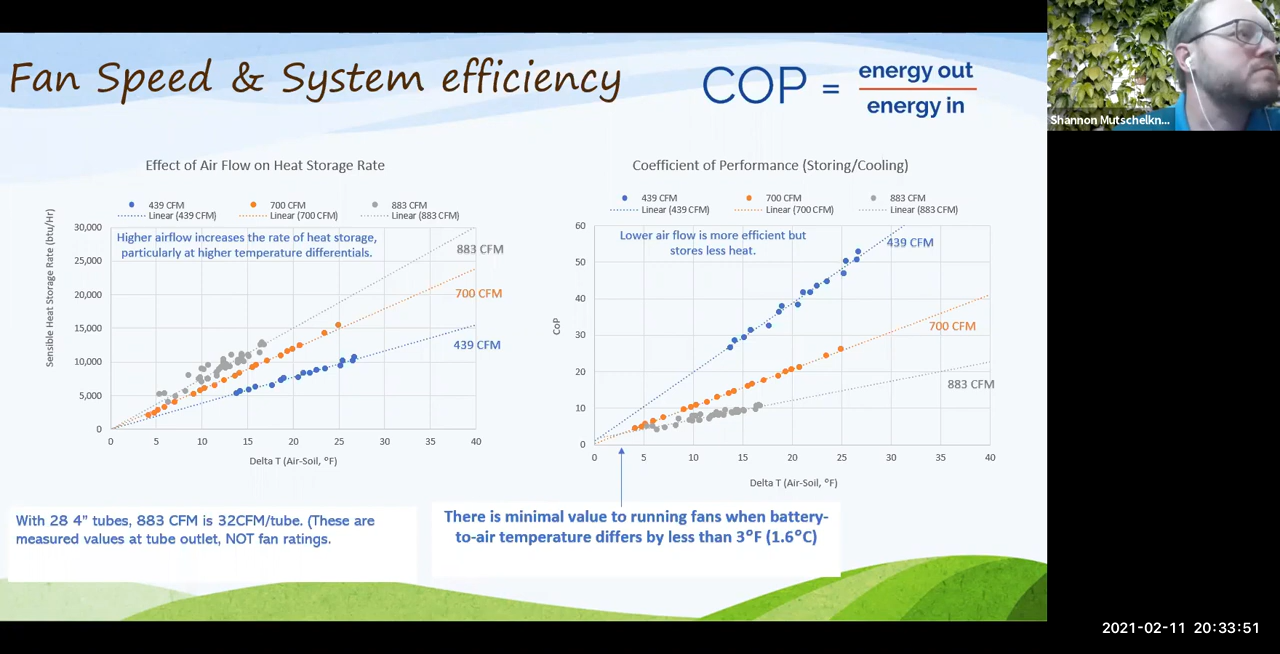 Fan Speed & System efficiency
COP = energy out
energy in
Shannon Mutschelkn...
Effect of Air Flow on Heat Storage Rate
439 CFM 700 CFM 883 CFM
Linear (439 CFM) Linear (700 CFM) Linear (883 CFM)
Sensible Heat Storage Rate (btu/Hr)
Higher airflow increases the rate of heat storage,
particularly at higher temperature differentials.
30,000
25,000
20,000
15,000
10,000
5,000
0
883 CFM
700 CFM
439 CFM
0 5 10 15 20 25 30 35 40
Delta T (Air-Soil, °F)
Coefficient of Performance (Storing/Cooling)
439 CFM 700 CFM 883 CFM
Linear (439 CFM) Linear (700 CFM) Linear (883 CFM)
CoP
Lower air flow is more efficient but
stores less heat.
60
50
40
30
20
10
0
439 CFM
700 CFM
883 CFM
0 5 10 15 20 25 30 35 40
Delta T (Air-Soil, °F)
With 28 4" tubes, 883 CFM is 32CFM/tube. (These are
measured values at tube outlet, NOT fan ratings.
There is minimal value to running fans when battery-
to-air temperature differs by less than 3°F (1.6°C)
2021-02-11 20:33:51